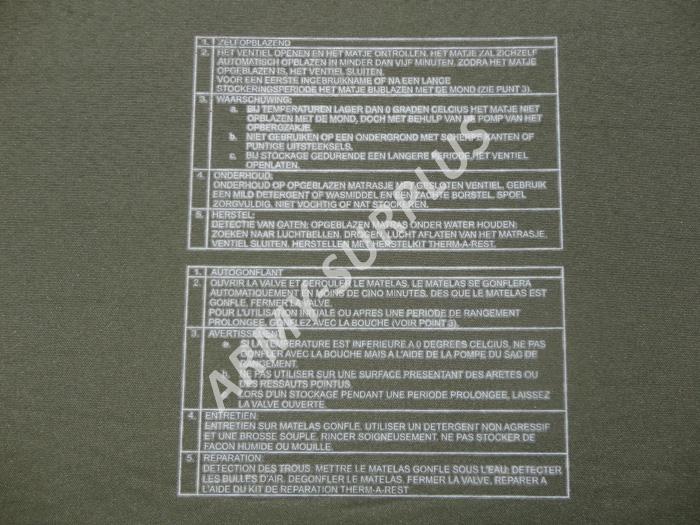 1. ZELFOPBLAZEND
2. HET VENTIEL OPENEN EN HET MATJE ONTROLLEN. HET MATJE ZAL ZICHZELF
AUTOMATISCH OPBLAZEN IN MINDER DAN VIJF MINUTEN. ZODRA HET MATJE
OPGEBLAZEN IS, HET VENTIEL SLUITEN.
VOOR EEN EERSTE INGEBRUIKNAME OF NA EEN LANGE
STOCKERINGSPERIODE HET MATJE BIJBLAZEN MET DE MOND (ZIE PUNT 3).
3. WAARSCHUWING:
a. BIJ TEMPERATUREN LAGER DAN 0 GRADEN CELCIUS HET MATJE NIET
OPBLAZEN MET DE MOND, DOCH MET BEHULP VAN DE POMP VAN HET
OPBERGZAKJE.
b. NIET GEBRUIKEN OP EEN ONDERGROND MET SCHERPE KANTEN OF
PUNTIGE UITSTEEKSELS.
c. BIJ STOCKAGE GEDURENDE EEN LANGERE PERIODE HET VENTIEL
OPENLATEN.
4. ONDERHOUD:
ONDERHOUD OP OPGEBLAZEN MATRASJE MET GESLOTEN VENTIEL. GEBRUIK
EEN MILD DETERGENT OF WASMIDDEL EN EEN ZACHTE BORSTEL. SPOEL
ZORGVULDIG. NIET VOCHTIG OF NAT STOCKEREN.
5. HERSTEL:
DETECTIE VAN GATEN: OPGEBLAZEN MATRAS ONDER WATER HOUDEN:
ZOEKEN NAAR LUCHTBELLEN. DROGEN, LUCHT AFLATEN VAN HET MATRASJE.
VENTIEL SLUITEN. HERSTELLEN MET HERSTELKIT THERM-A-REST.
1. AUTOGONFLANT
2. OUVRIR LA VALVE ET DEROULER LE MATELAS. LE MATELAS SE GONFLERA
AUTOMATIQUEMENT EN MOINS DE CINQ MINUTES. DES QUE LE MATELAS EST
GONFLE, FERMER LA VALVE.
POUR L'UTILISATION INITIALE OU APRES UNE PERIODE DE RANGEMENT
PROLONGEE, GONFLEZ AVEC LA BOUCHE (VOIR POINT 3)
3. AVERTISSEMENT:
a. SI LA TEMPERATURE EST INFERIEURE A 0 DEGRES CELCIUS, NE PAS
GONFLER AVEC LA BOUCHE MAIS A L'AIDE DE LA POMPE DU SAC DE
RANGEMENT.
b. NE PAS UTILISER SUR UNE SURFACE PRESENTANT DES ARETES OU
DES RESSAUTS POINTUS.
LORS D'UN STOCKAGE PENDANT UNE PERIODE PROLONGEE, LAISSEZ
LA VALVE OUVERTE.
4. ENTRETIEN:
ENTRETIEN SUR MATELAS GONFLE. UTILISER UN DETERGENT NON AGRESSIF
ET UNE BROSSE SOUPLE. RINCER SOIGNEUSEMENT. NE PAS STOCKER DE
FACON HUMIDE OU MOUILLE.
5. REPARATION:
DETECTION DES TROUS. METTRE LE MATELAS GONFLE SOUS L'EAU: DETECTER
LES BULLES D'AIR. DEGONFLER LE MATELAS, FERMER LA VALVE, REPARER A
L'AIDE DU KIT DE REPARATION THERM-A-REST
ARMY-SURPLUS